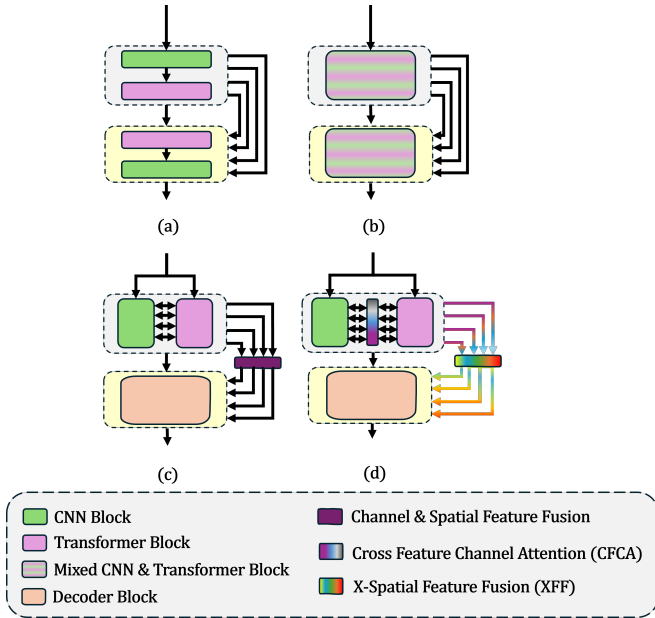 (a)
(b)
(c)
(d)
CNN Block
Transformer Block
Mixed CNN & Transformer Block
Decoder Block
Channel & Spatial Feature Fusion
Cross Feature Channel Attention (CFCA)
X-Spatial Feature Fusion (XFF)